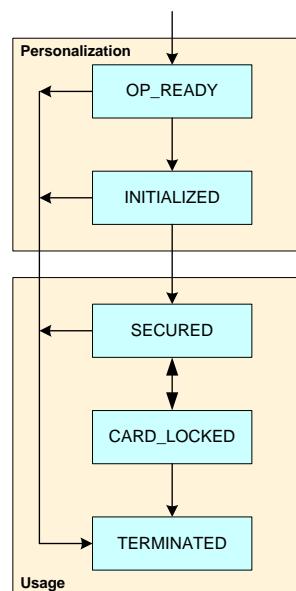 Personalization
OP_READY
INITIALIZED
SECURED
CARD_LOCKED
TERMINATED
Usage